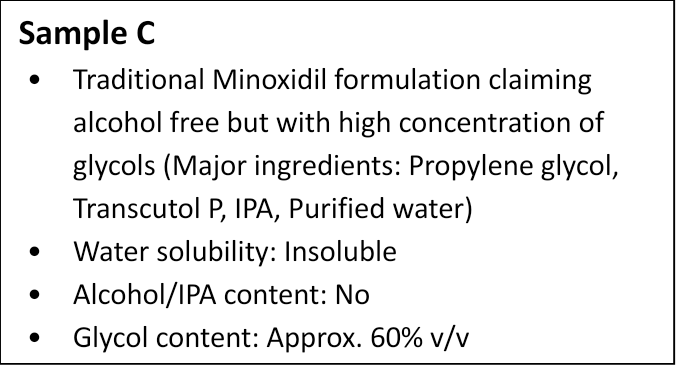 Sample C
• Traditional Minoxidil formulation claiming
alcohol free but with high concentration of
glycols (Major ingredients: Propylene glycol,
Transcutol P, IPA, Purified water)
• Water solubility: Insoluble
• Alcohol/IPA content: No
• Glycol content: Approx. 60% v/v